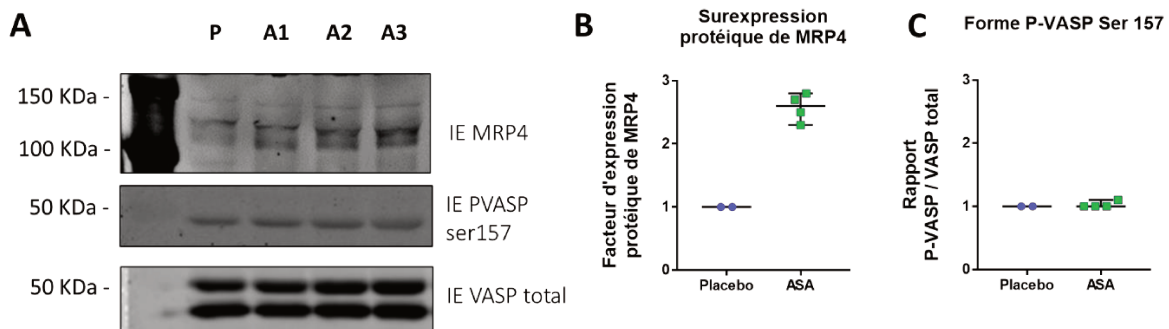 A
P A1 A2 A3
150 KDa -
100 KDa -
IE MRP4
50 KDa -
IE PVASP
ser157
50 KDa -
IE VASP total
B
Surexpression
protéique de MRP4
Facteur d'expression
protéique de MRP4
3
2
1
0
Placebo ASA
C
Forme P-VASP Ser 157
Rapport
P-VASP / VASP total
3
2
1
0
Placebo ASA